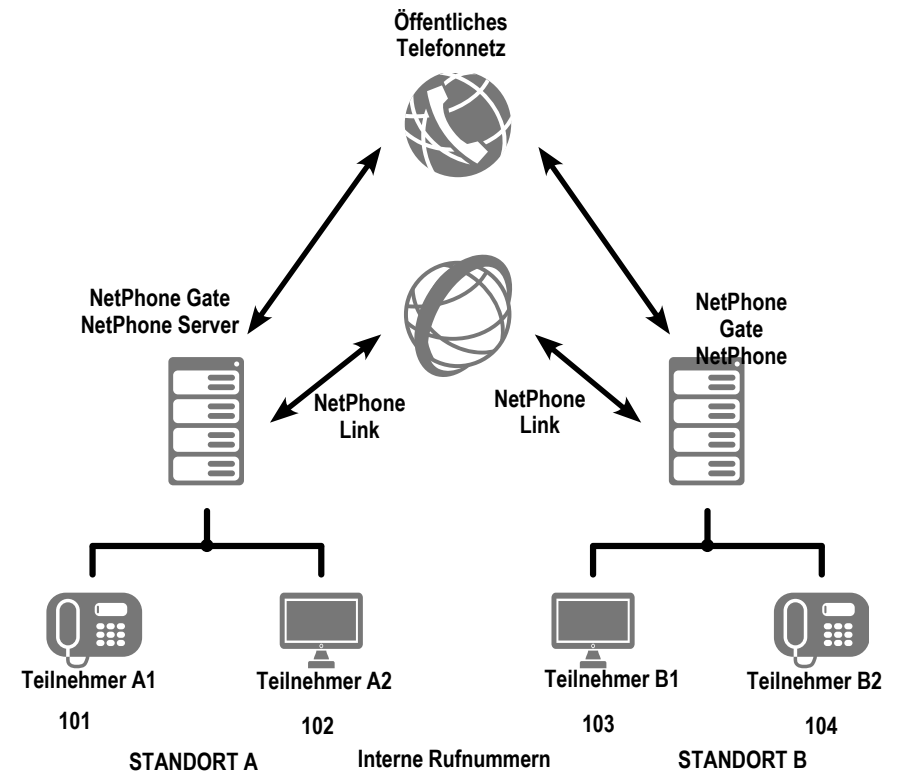 Öffentliches
Telefonnetz
NetPhone Gate
NetPhone Server
NetPhone
Gate
NetPhone
NetPhone
Link
NetPhone
Link
Teilnehmer A1
Teilnehmer A2
Teilnehmer B1
Teilnehmer B2
101
102
103
104
STANDORT A
Interne Rufnummern
STANDORT B